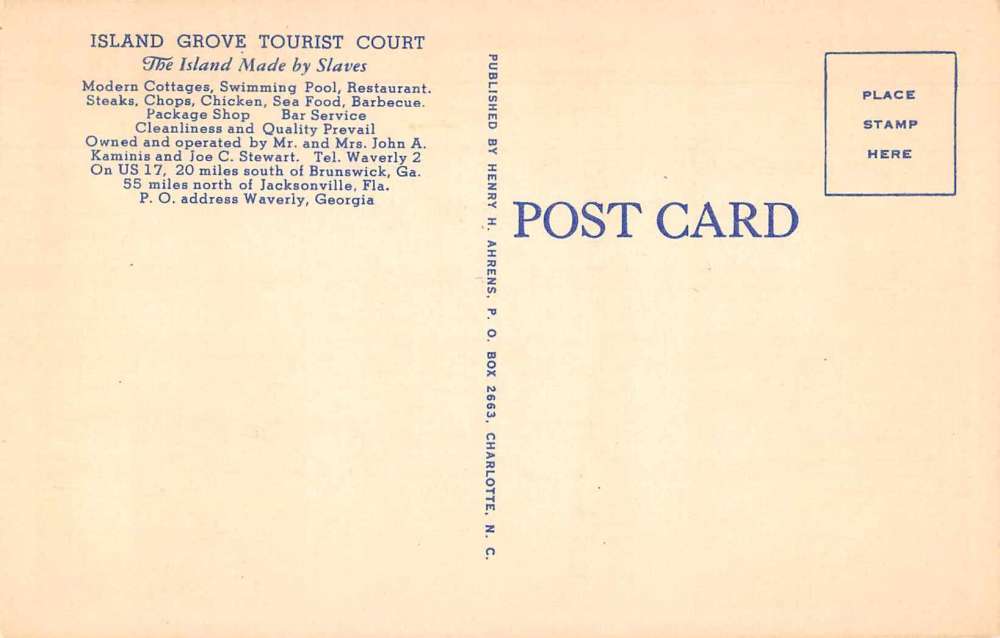 ISLAND GROVE TOURIST COURT
The Island Made by Slaves
Modern Cottages, Swimming Pool, Restaurant.
Steaks, Chops, Chicken, Sea Food, Barbecue.
Package Shop Bar Service
Cleanliness and Quality Prevail
Owned and operated by Mr. and Mrs. John A.
Kaminis and Joe C. Stewart. Tel. Waverly 2
On US 17, 20 miles south of Brunswick, Ga.
55 miles north of Jacksonville, Fla.
P. O. address Waverly, Georgia
PUBLISHED BY HENRY H. AHRENS, P. O. BOX 2663, CHARLOTTE, N. C.
POST CARD
PLACE
STAMP
HERE